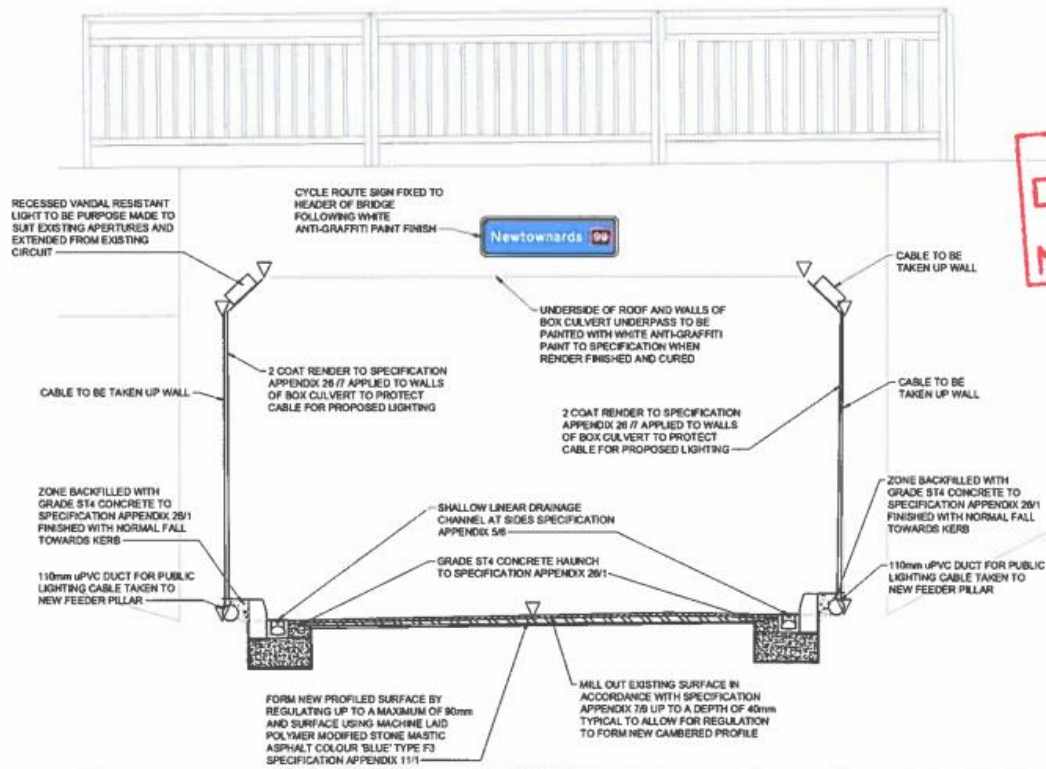 CYCLE ROUTE SIGN FIXED TO
HEADER OF BRIDGE
FOLLOWING WHITE
ANTI-GRAFFITI PAINT FINISH
Newtownards 99
RECESSED VANDAL RESISTANT
LIGHT TO BE PURPOSE MADE TO
SUIT EXISTING APERTURES AND
EXTENDED FROM EXISTING
CIRCUIT
CABLE TO BE
TAKEN UP WALL
UNDERSIDE OF ROOF AND WALLS OF
BOX CULVERT UNDERPASS TO BE
PAINTED WITH WHITE ANTI-GRAFFITI
PAINT TO SPECIFICATION WHEN
RENDER FINISHED AND CURED
2 COAT RENDER TO SPECIFICATION
APPENDIX 26 /7 APPLIED TO WALLS
OF BOX CULVERT TO PROTECT
CABLE FOR PROPOSED LIGHTING
CABLE TO BE TAKEN UP WALL
CABLE TO BE
TAKEN UP WALL
2 COAT RENDER TO SPECIFICATION
APPENDIX 26 /7 APPLIED TO WALLS
OF BOX CULVERT TO PROTECT
CABLE FOR PROPOSED LIGHTING
ZONE BACKFILLED WITH
GRADE ST4 CONCRETE TO
SPECIFICATION APPENDIX 26/1
FINISHED WITH NORMAL FALL
TOWARDS KERB
SHALLOW LINEAR DRAINAGE
CHANNEL AT SIDES SPECIFICATION
APPENDIX 5/6
ZONE BACKFILLED WITH
GRADE ST4 CONCRETE TO
SPECIFICATION APPENDIX 26/1
FINISHED WITH NORMAL FALL
TOWARDS KERB
GRADE ST4 CONCRETE HAUNCH
TO SPECIFICATION APPENDIX 26/1
110mm uPVC DUCT FOR PUBLIC
LIGHTING CABLE TAKEN TO
NEW FEEDER PILLAR
110mm uPVC DUCT FOR PUBLIC
LIGHTING CABLE TAKEN TO
NEW FEEDER PILLAR
FORM NEW PROFILED SURFACE BY
REGULATING UP TO A MAXIMUM OF 90mm
AND SURFACE USING MACHINE LAID
POLYMER MODIFIED STONE MASTIC
ASPHALT COLOUR 'BLUE' TYPE F3
SPECIFICATION APPENDIX 11/1
MILL OUT EXISTING SURFACE IN
ACCORDANCE WITH SPECIFICATION
APPENDIX 7/9 UP TO A DEPTH OF 40mm
TYPICAL TO ALLOW FOR REGULATION
TO FORM NEW CAMBERED PROFILE